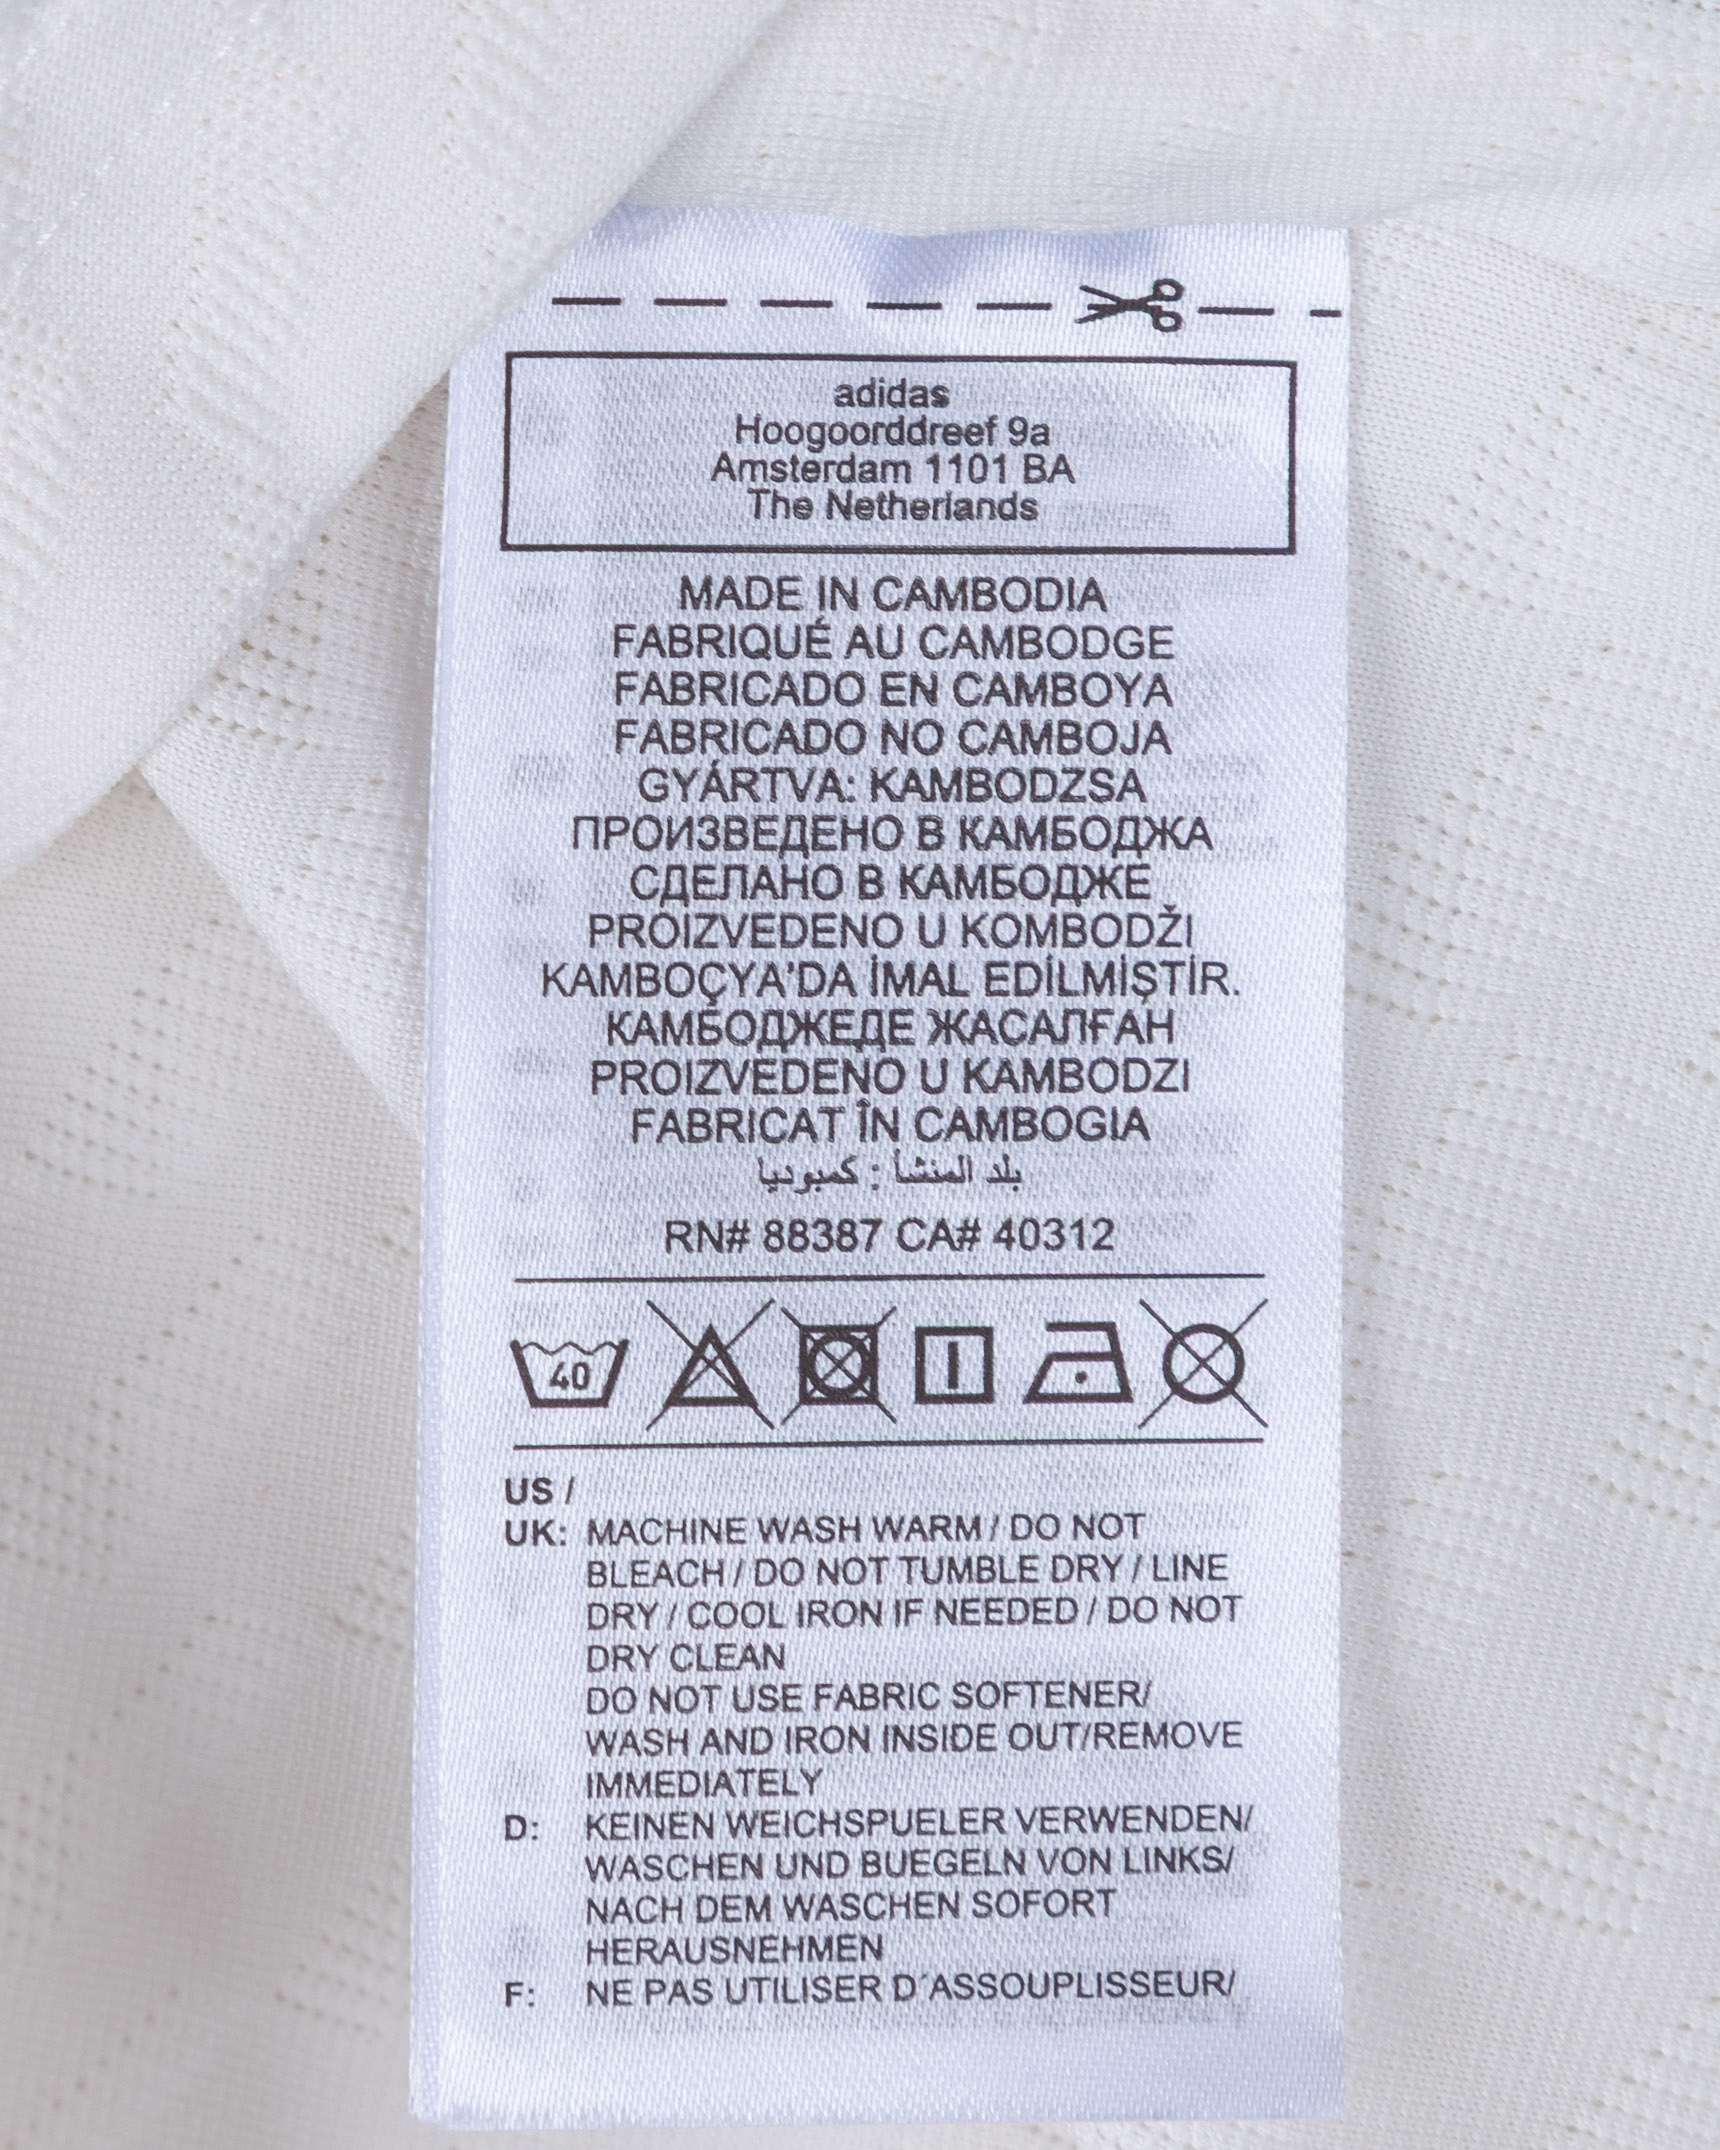 adidas
Hoogoorddreef 9a
Amsterdam 1101 BA
The Netherlands
MADE IN CAMBODIA
FABRIQUÉ AU CAMBODGE
FABRICADO EN CAMBOYA
FABRICADO NO CAMBOJA
GYÁRTVA: KAMBODZSA
ПРОИЗВЕДЕНО В КАМБОДЖА
СДЕЛАНО В КАМБОДЖЕ
PROIZVEDENO U KOMBODŽI
KAMBOÇYA'DA İMAL EDİLMİŞTİR.
КАМБОДЖЕДЕ ЖАСАЛҒАН
PROIZVEDENO U KAMBODZI
FABRICAT ÎN CAMBOGIA
بلد المنشأ : كمبوديا
RN# 88387 CA# 40312
40
US /
UK: MACHINE WASH WARM / DO NOT
BLEACH / DO NOT TUMBLE DRY / LINE
DRY / COOL IRON IF NEEDED / DO NOT
DRY CLEAN
DO NOT USE FABRIC SOFTENER/
WASH AND IRON INSIDE OUT/REMOVE
IMMEDIATELY
D: KEINEN WEICHSPUELER VERWENDEN/
WASCHEN UND BUEGELN VON LINKS/
NACH DEM WASCHEN SOFORT
HERAUSNEHMEN
F: NE PAS UTILISER D´ASSOUPLISSEUR/